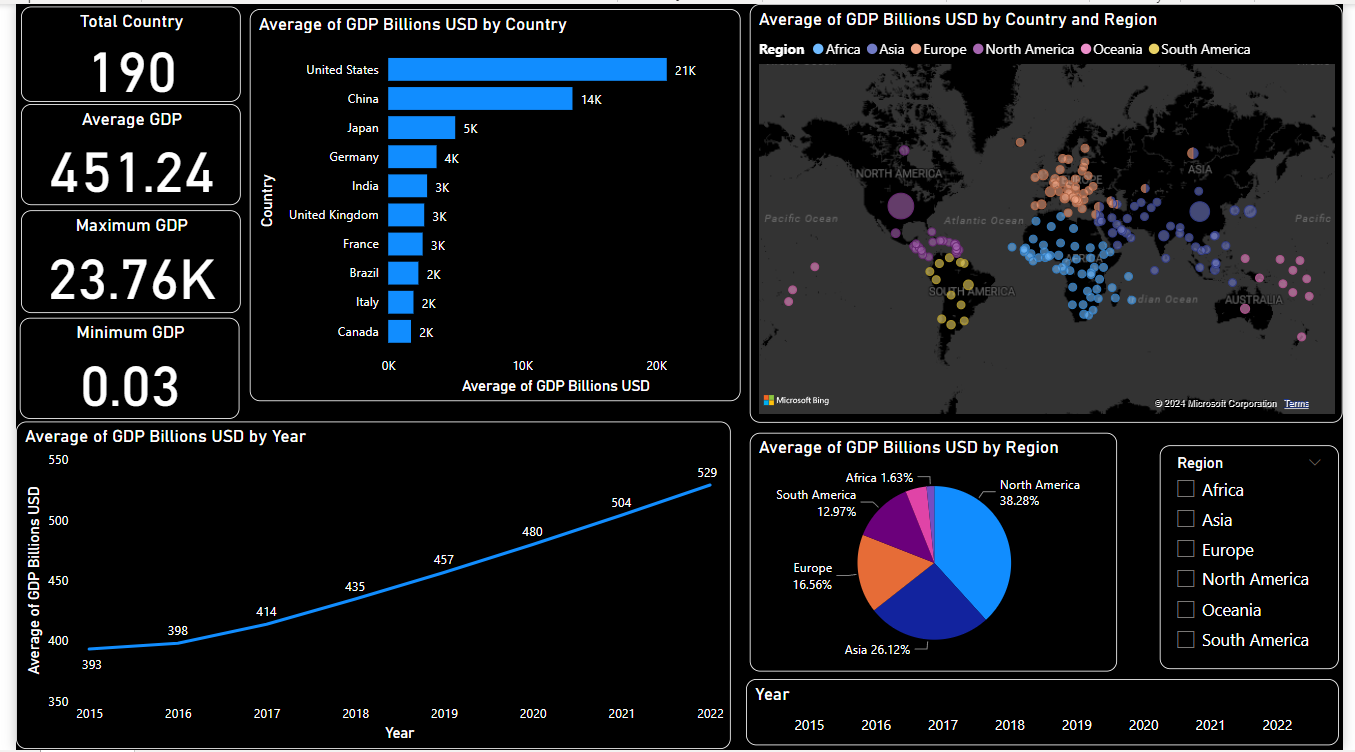 Total Country
190
Average GDP
451.24
Maximum GDP
23.76K
Minimum GDP
0.03
Average of GDP Billions USD by Country
Country
United States 21K
China 14K
Japan 5K
Germany 4K
India 3K
United Kingdom 3K
France 3K
Brazil 2K
Italy 2K
Canada 2K
0K 10K 20K
Average of GDP Billions USD
Average of GDP Billions USD by Country and Region
Region Africa Asia Europe North America Oceania South America
NORTH AMERICA
ASIA
Pacific Ocean
Atlantic Ocean
Pacific
AFRICA
SOUTH AMERICA
dian Ocean
AUSTRALIA
Microsoft Bing
© 2024 Microsoft Corporation Terms
Average of GDP Billions USD by Year
Average of GDP Billions USD
550
500
450
400
350
393
398
414
435
457
480
504
529
2015 2016 2017 2018 2019 2020 2021 2022
Year
Average of GDP Billions USD by Region
Africa 1.63%
North America
38.28%
South America
12.97%
Europe
16.56%
Asia 26.12%
Region
Africa
Asia
Europe
North America
Oceania
South America
Year
2015 2016 2017 2018 2019 2020 2021 2022